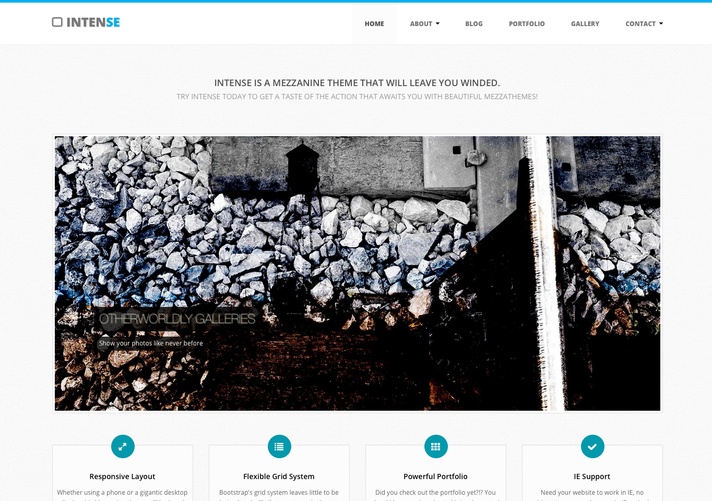 INTENSE
HOME ABOUT BLOG PORTFOLIO GALLERY CONTACT
INTENSE IS A MEZZANINE THEME THAT WILL LEAVE YOU WINDED.
TRY INTENSE TODAY TO GET A TASTE OF THE ACTION THAT AWAITS YOU WITH BEAUTIFUL MEZZATHEMES!
OTHERWORLDLY GALLERIES
Show your photos like never before
Responsive Layout
Whether using a phone or a gigantic desktop
Flexible Grid System
Bootstrap's grid system leaves little to be
Powerful Portfolio
Did you check out the portfolio yet?!? You
IE Support
Need your website to work in IE, no